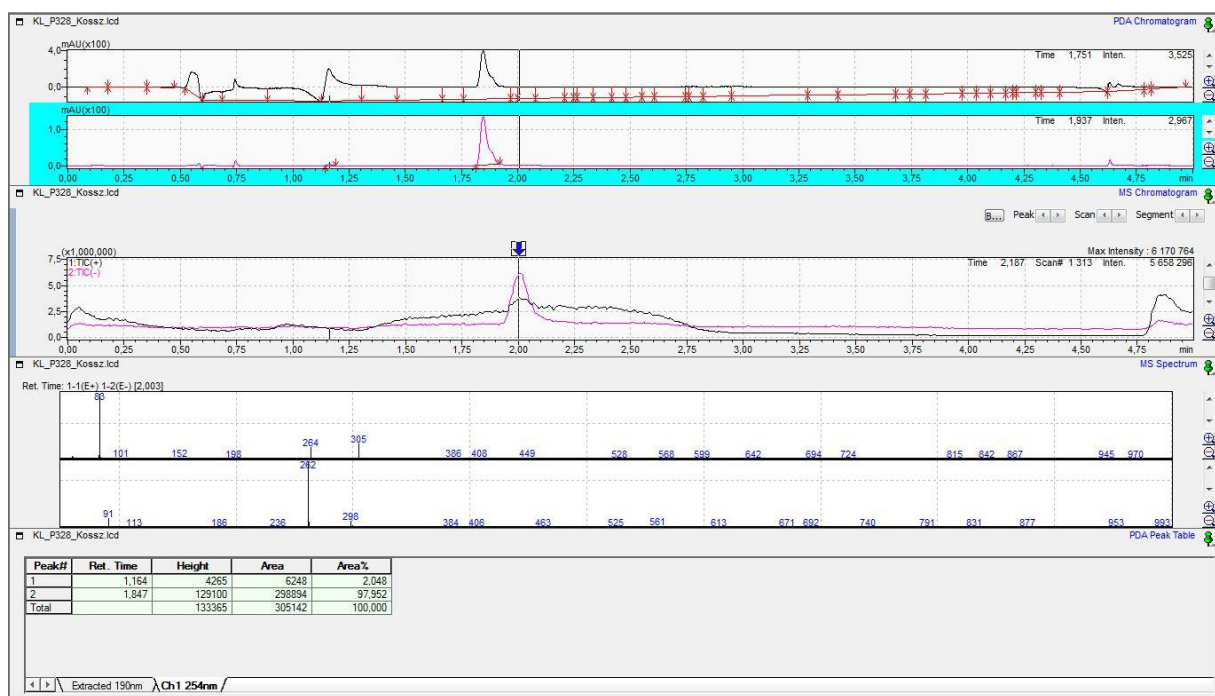 KL_P328_Kossz.lcd PDA Chromatogram
mAU(x100)
4,0
Time 1,751 Inten. 3,525
0,0
mAU(x100)
Time 1,937 Inten. 2,967
1,0
0,0
0,00 0,25 0,50 0,75 1,00 1,25 1,50 1,75 2,00 2,25 2,50 2,75 3,00 3,25 3,50 3,75 4,00 4,25 4,50 4,75 min
KL_P328_Kossz.lcd MS Chromatogram
B... Peak Scan Segment
(x1,000,000) Max Intensity : 6 170 764
7,5 1:TIC(+) Time 2,187 Scan# 1 313 Inten. 5 658 296
2:TIC(-)
5,0
2,5
0,0
0,00 0,25 0,50 0,75 1,00 1,25 1,50 1,75 2,00 2,25 2,50 2,75 3,00 3,25 3,50 3,75 4,00 4,25 4,50 4,75 min
KL_P328_Kossz.lcd MS Spectrum
Ret. Time: 1-1(E+) 1-2(E-) [2,003]
83
101 152 198 264 305 386 408 449 528 568 599 642 694 724 815 842 867 945 970
262
91 113 186 236 298 384 406 463 525 561 613 671 692 740 791 831 877 953 993
KL_P328_Kossz.lcd PDA Peak Table
Peak# Ret. Time Height Area Area%
1 1,164 4265 6248 2,048
2 1,847 129100 298894 97,952
Total 133365 305142 100,000
Extracted 190nm Ch1 254nm